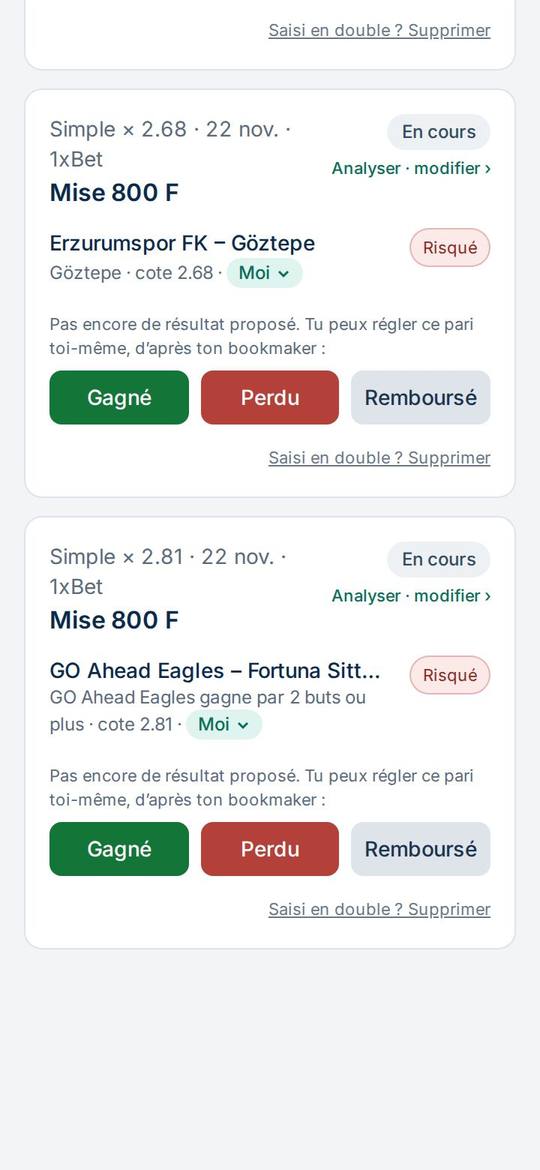 Saisi en double ? Supprimer
Simple × 2.68 · 22 nov. ·
1xBet
Mise 800 F
En cours
Analyser · modifier ›
Erzurumspor FK – Göztepe
Göztepe · cote 2.68 · Moi
Risqué
Pas encore de résultat proposé. Tu peux régler ce pari
toi-même, d’après ton bookmaker :
Gagné
Perdu
Remboursé
Saisi en double ? Supprimer
Simple × 2.81 · 22 nov. ·
1xBet
Mise 800 F
En cours
Analyser · modifier ›
GO Ahead Eagles – Fortuna Sitt…
GO Ahead Eagles gagne par 2 buts ou
plus · cote 2.81 · Moi
Risqué
Pas encore de résultat proposé. Tu peux régler ce pari
toi-même, d’après ton bookmaker :
Gagné
Perdu
Remboursé
Saisi en double ? Supprimer